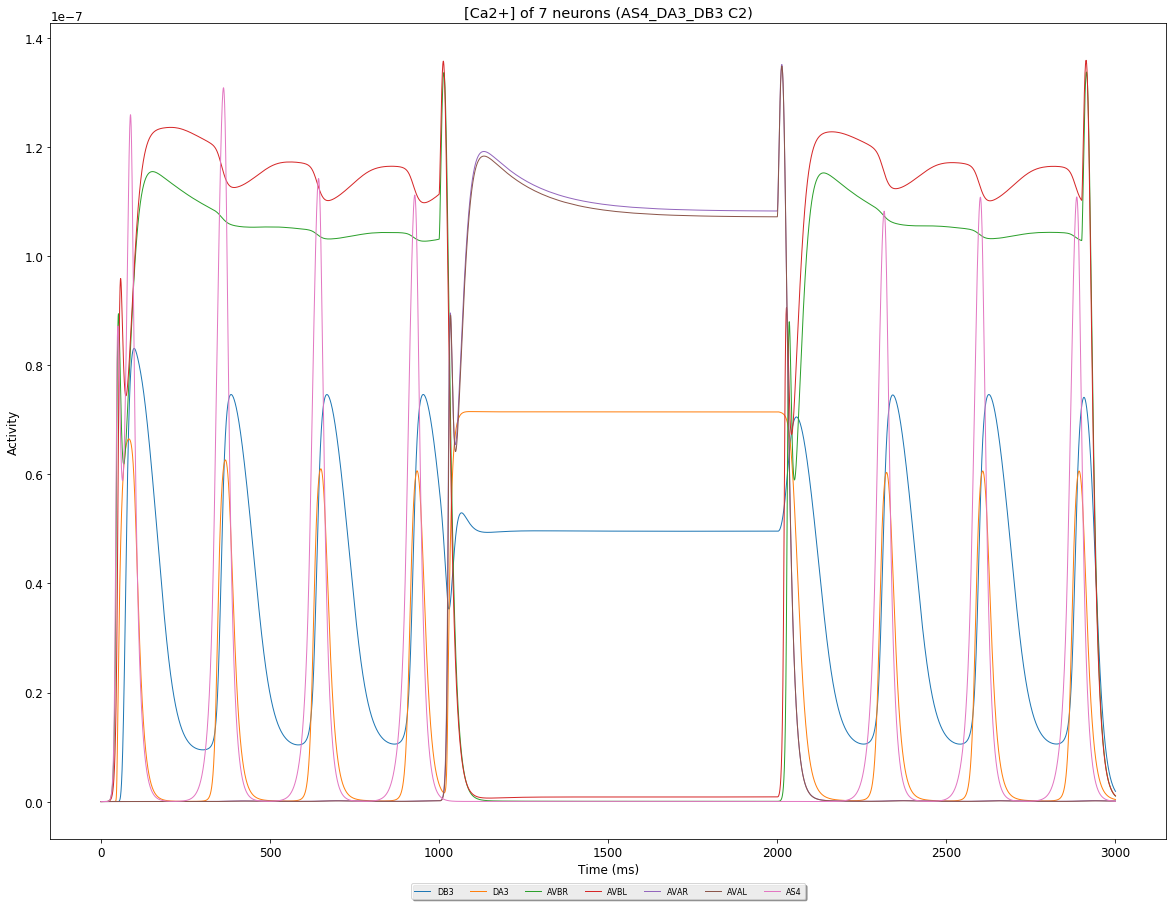 [Ca2+] of 7 neurons (AS4_DA3_DB3 C2)
1e−7
1.4
1.2
1.0
0.8
0.6
0.4
0.2
0.0
Activity
0 500 1000 1500 2000 2500 3000
Time (ms)
DB3 DA3 AVBR AVBL AVAR AVAL AS4